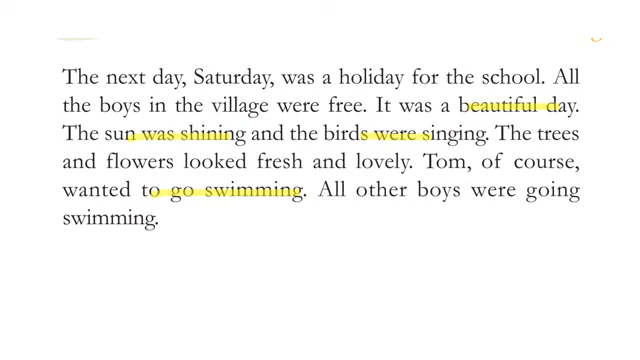 The next day, Saturday, was a holiday for the school. All
the boys in the village were free. It was a beautiful day.
The sun was shining and the birds were singing. The trees
and flowers looked fresh and lovely. Tom, of course,
wanted to go swimming. All other boys were going
swimming.